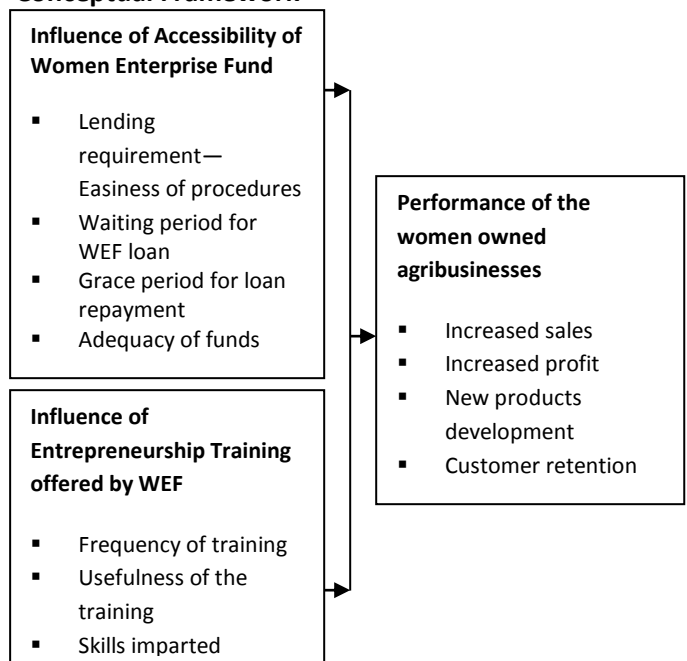 Conceptual Framework
Influence of Accessibility of
Women Enterprise Fund
▪ Lending
requirement—
Easiness of procedures
▪ Waiting period for
WEF loan
▪ Grace period for loan
repayment
▪ Adequacy of funds
Influence of
Entrepreneurship Training
offered by WEF
▪ Frequency of training
▪ Usefulness of the
training
▪ Skills imparted
Performance of the
women owned
agribusinesses
▪ Increased sales
▪ Increased profit
▪ New products
development
▪ Customer retention